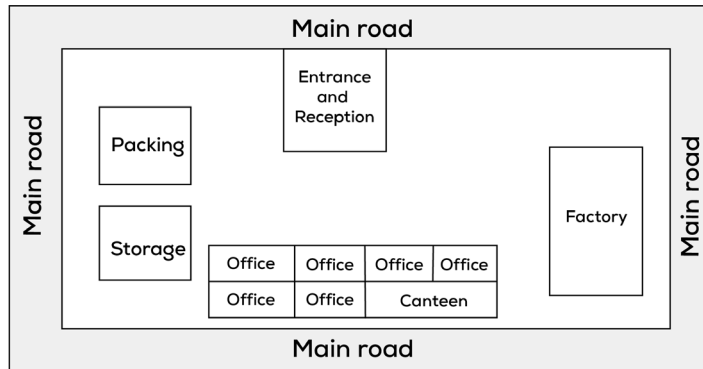 Main road
Entrance
and
Reception
Main road
Packing
Main road
Factory
Storage
Office Office Office Office
Office Office Canteen
Main road